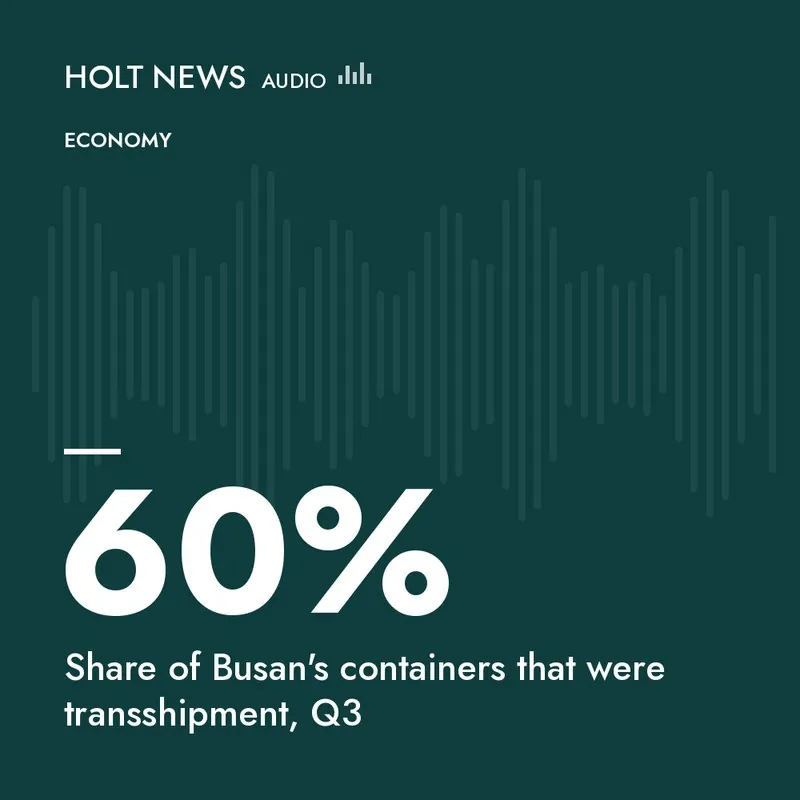 HOLT NEWS AUDIO
ECONOMY
60%
Share of Busan's containers that were
transshipment, Q3